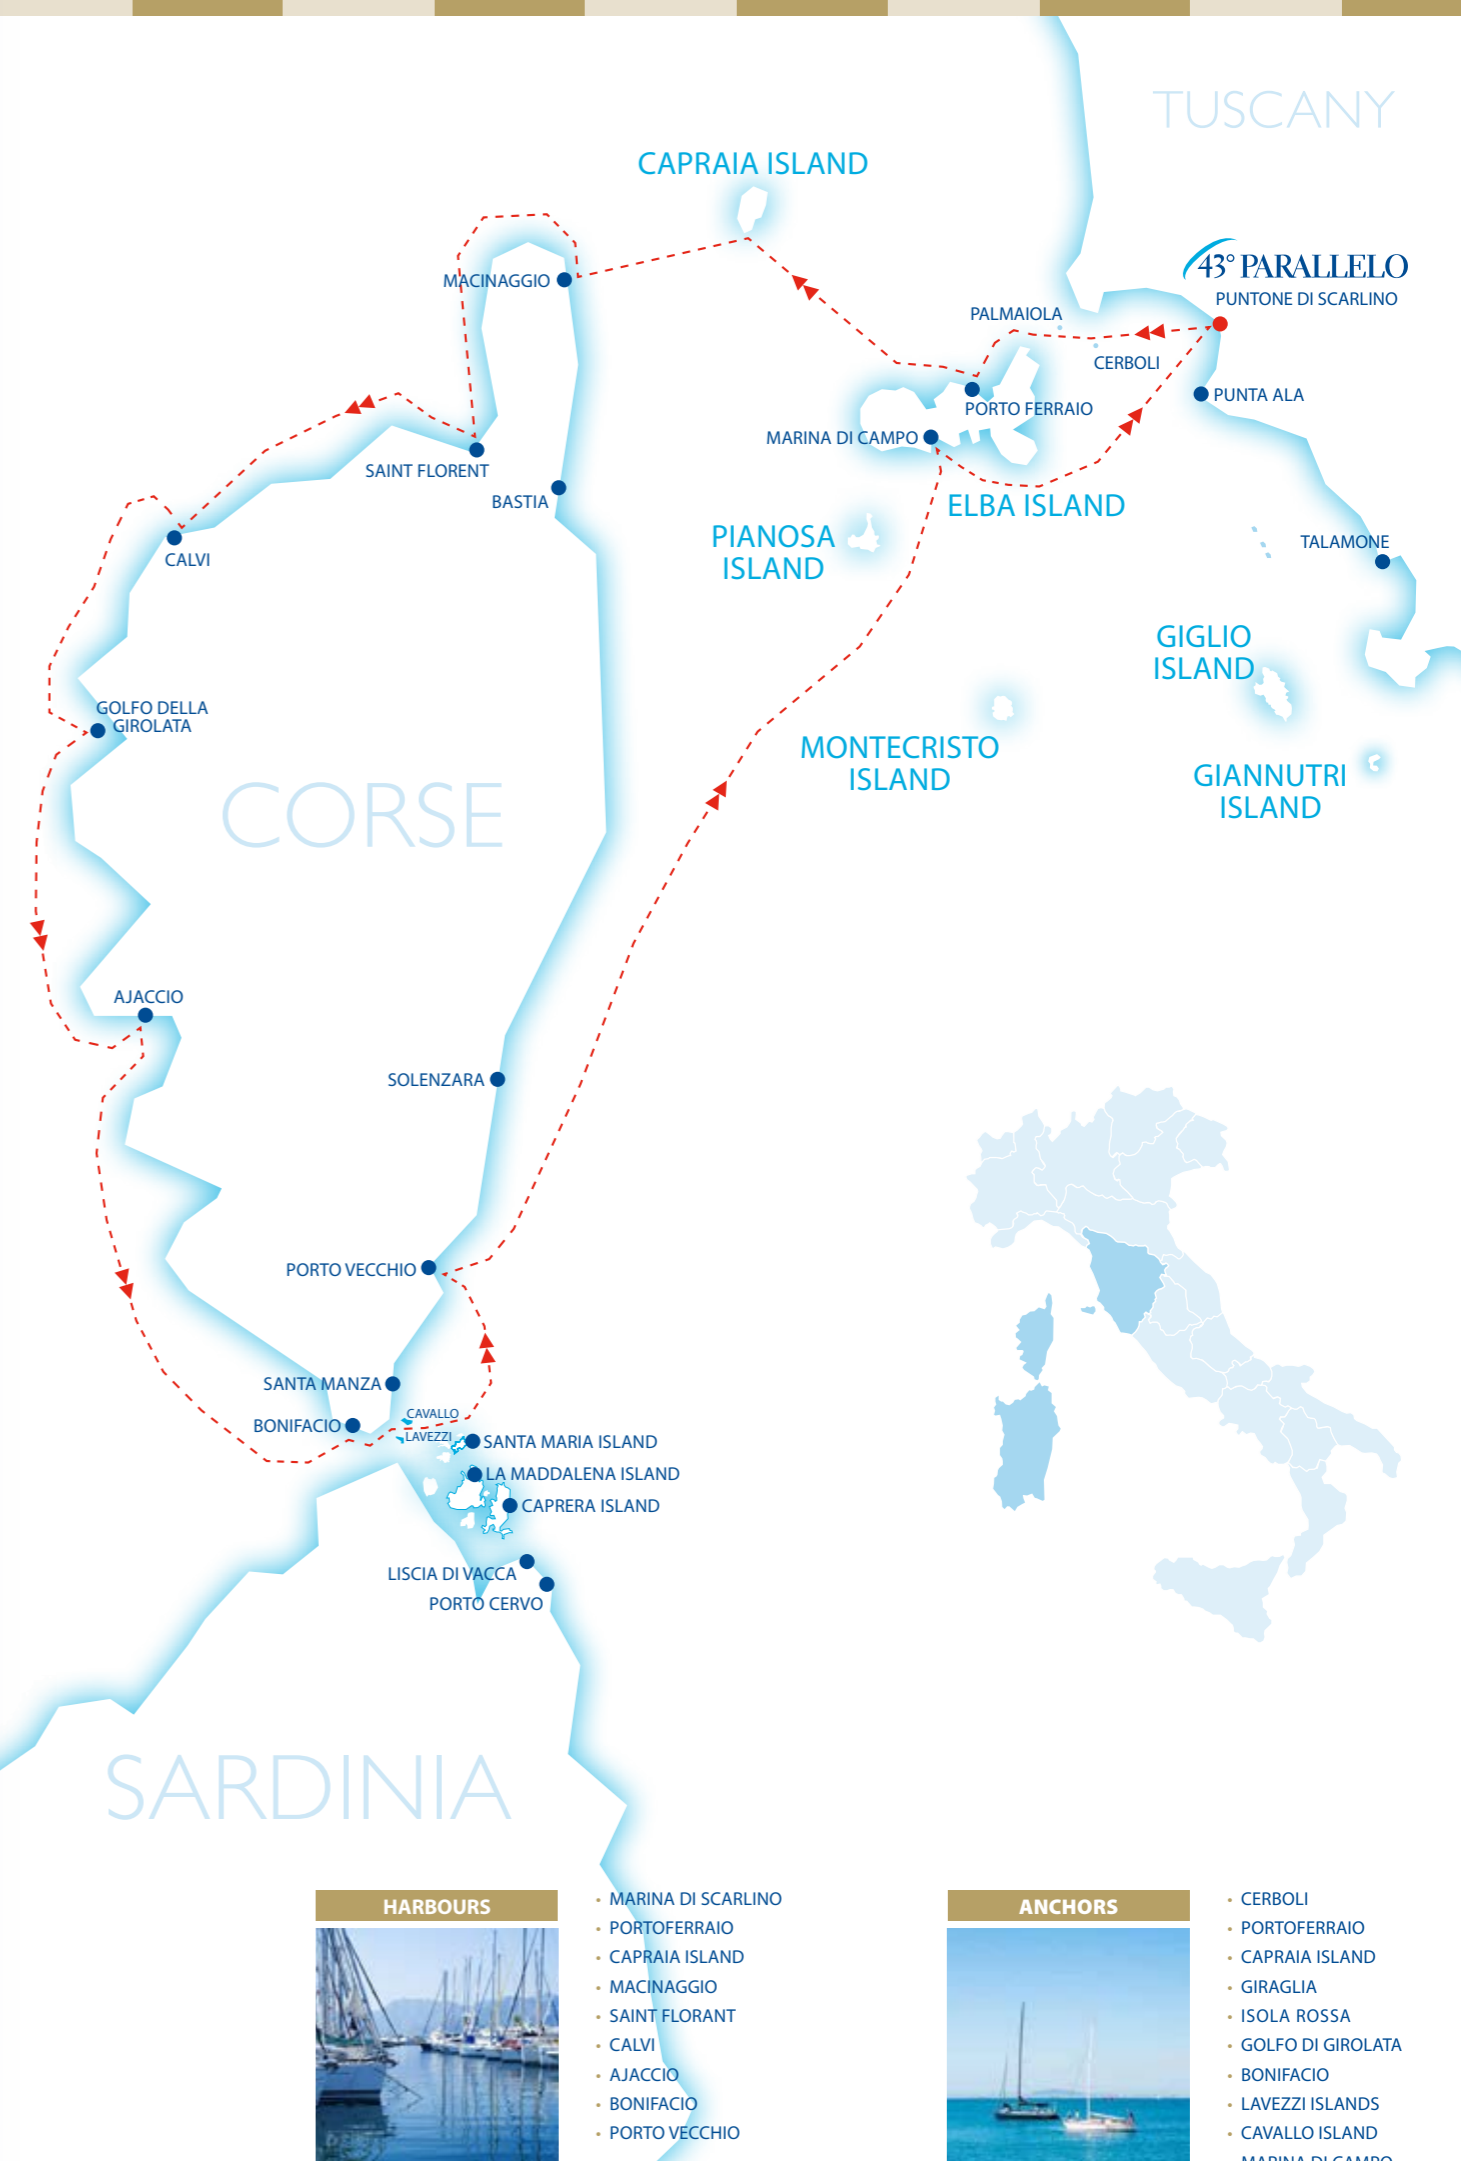 TUSCANY
CAPRAIA ISLAND
43° PARALLELO
PUNTONE DI SCARLINO
MACINAGGIO
PALMAIOLA
CERBOLI
PUNTA ALA
PORTO FERRAIO
MARINA DI CAMPO
SAINT FLORENT
BASTIA
ELBA ISLAND
PIANOSA
ISLAND
TALAMONE
CALVI
GIGLIO
ISLAND
GOLFO DELLA
GIROLATA
MONTECRISTO
ISLAND
GIANNUTRI
ISLAND
CORSE
AJACCIO
SOLENZARA
PORTO VECCHIO
SANTA MANZA
CAVALLO
BONIFACIO
LAVEZZI
SANTA MARIA ISLAND
LA MADDALENA ISLAND
CAPRERA ISLAND
LISCIA DI VACCA
PORTO CERVO
SARDINIA
HARBOURS
• MARINA DI SCARLINO
• PORTOFERRAIO
• CAPRAIA ISLAND
• MACINAGGIO
• SAINT FLORANT
• CALVI
• AJACCIO
• BONIFACIO
• PORTO VECCHIO
ANCHORS
• CERBOLI
• PORTOFERRAIO
• CAPRAIA ISLAND
• GIRAGLIA
• ISOLA ROSSA
• GOLFO DI GIROLATA
• BONIFACIO
• LAVEZZI ISLANDS
• CAVALLO ISLAND
MARINA DI CAMPO